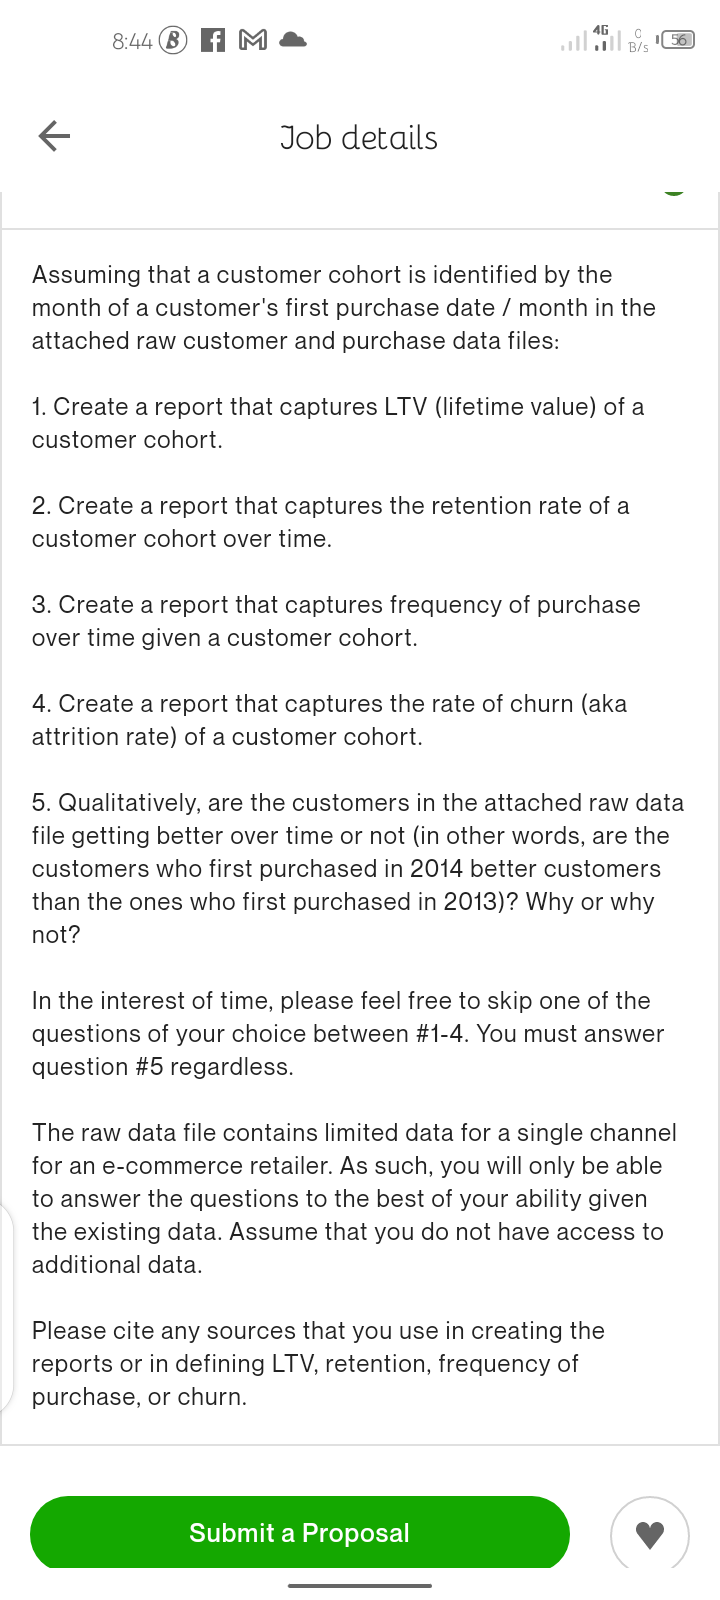 8:44 B f M 4G 0 B/s 56
Job details
Assuming that a customer cohort is identified by the
month of a customer's first purchase date / month in the
attached raw customer and purchase data files:
1. Create a report that captures LTV (lifetime value) of a
customer cohort.
2. Create a report that captures the retention rate of a
customer cohort over time.
3. Create a report that captures frequency of purchase
over time given a customer cohort.
4. Create a report that captures the rate of churn (aka
attrition rate) of a customer cohort.
5. Qualitatively, are the customers in the attached raw data
file getting better over time or not (in other words, are the
customers who first purchased in 2014 better customers
than the ones who first purchased in 2013)? Why or why
not?
In the interest of time, please feel free to skip one of the
questions of your choice between #1-4. You must answer
question #5 regardless.
The raw data file contains limited data for a single channel
for an e-commerce retailer. As such, you will only be able
to answer the questions to the best of your ability given
the existing data. Assume that you do not have access to
additional data.
Please cite any sources that you use in creating the
reports or in defining LTV, retention, frequency of
purchase, or churn.
Submit a Proposal